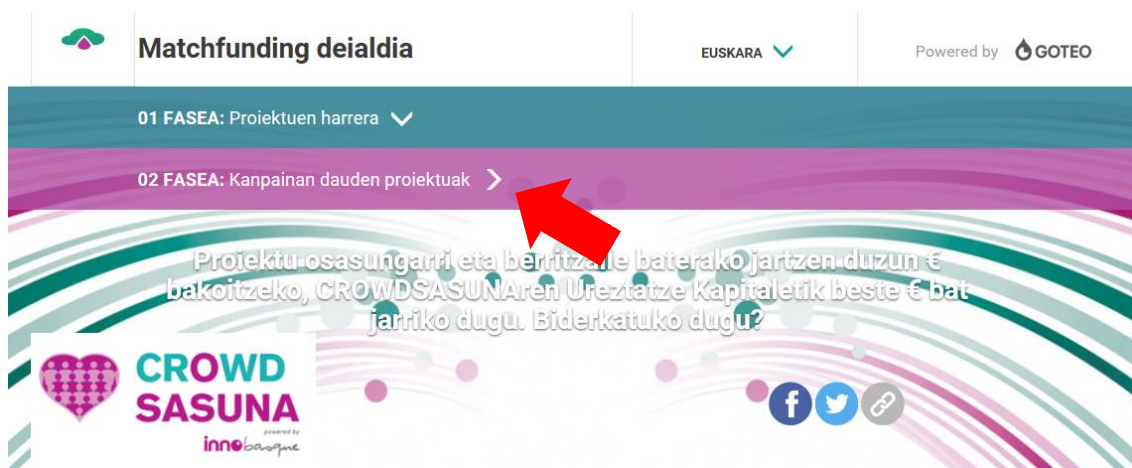 Matchfunding deialdia
EUSKARA
Powered by GOTEO
01 FASEA: Proiektuen harrera
02 FASEA: Kanpainan dauden proiektuak
Proiektu osasungarri eta berritzaile baterako jartzen duzun €
bakoitzeko, CROWDSASUNAren Ureztatze Kapitaletik beste € bat
jarriko dugu. Biderkatuko dugu?
CROWD
SASUNA
powered by
innobasque